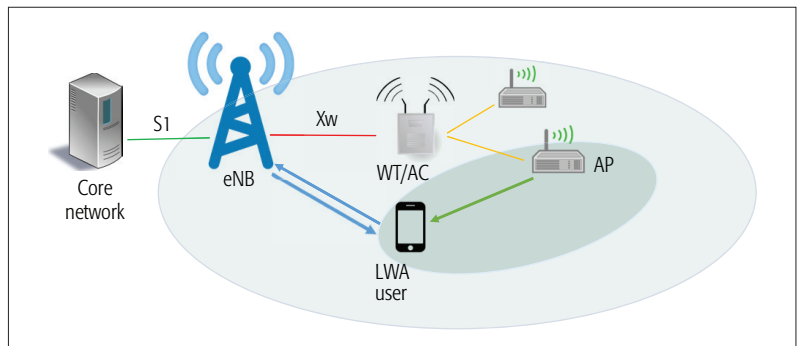 S1
Xw
Core
network
eNB
WT/AC
AP
LWA
user